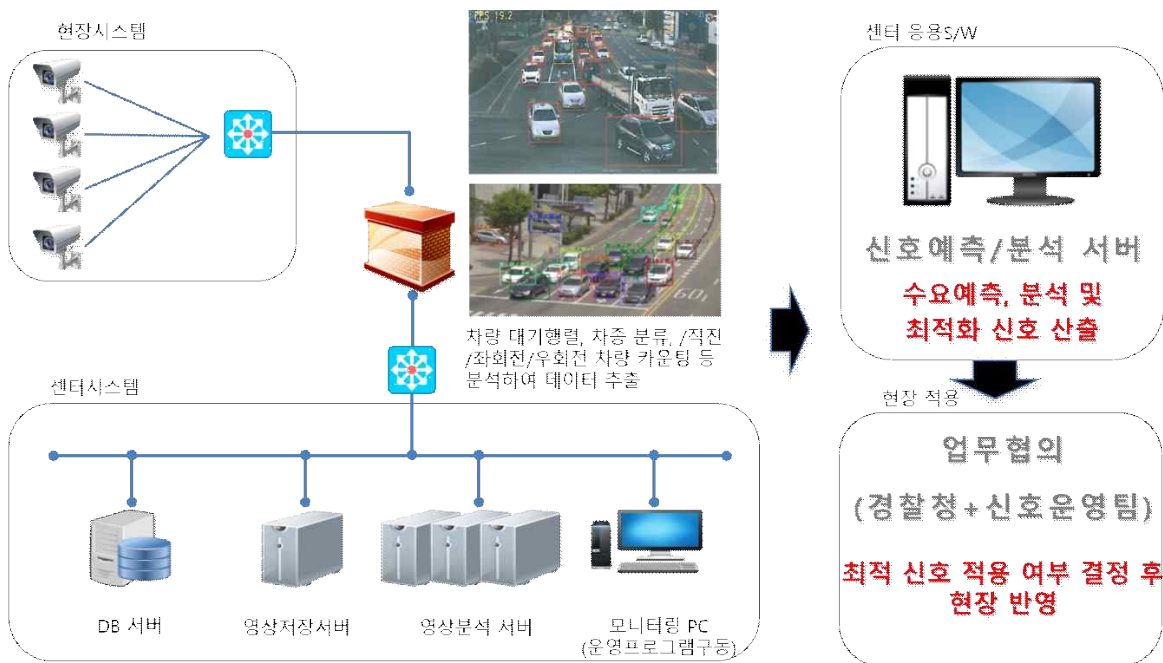 현장시스템
FPS 19.2
차량 대기행렬, 차종 분류, /직진
/좌회전/우회전 차량 카운팅 등
분석하여 데이터 추출
센터시스템
DB 서버
영상저장서버
영상분석 서버
모니터링 PC
(운영프로그램구동)
센터 응용S/W
신호예측/분석 서버
수요예측, 분석 및
최적화 신호 산출
현장 적용
업무협의
(경찰청+신호운영팀)
최적 신호 적용 여부 결정 후
현장 반영